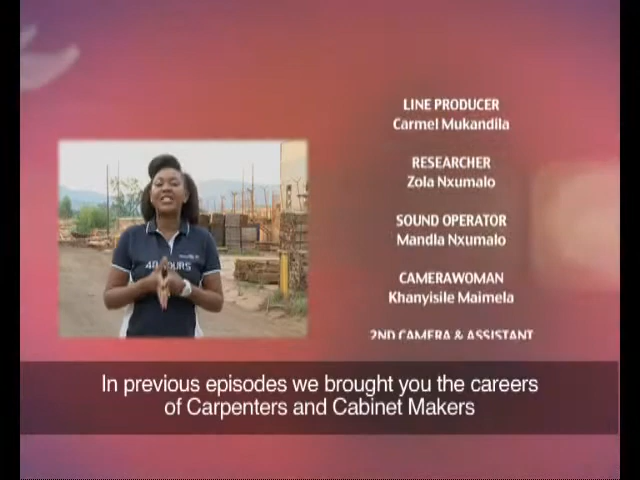 LINE PRODUCER
Carmel Mukandila
RESEARCHER
Zola Nxumalo
SOUND OPERATOR
Mandla Nxumalo
CAMERAWOMAN
Khanyisile Maimela
2ND CAMERA & ASSISTANT
In previous episodes we brought you the careers
of Carpenters and Cabinet Makers